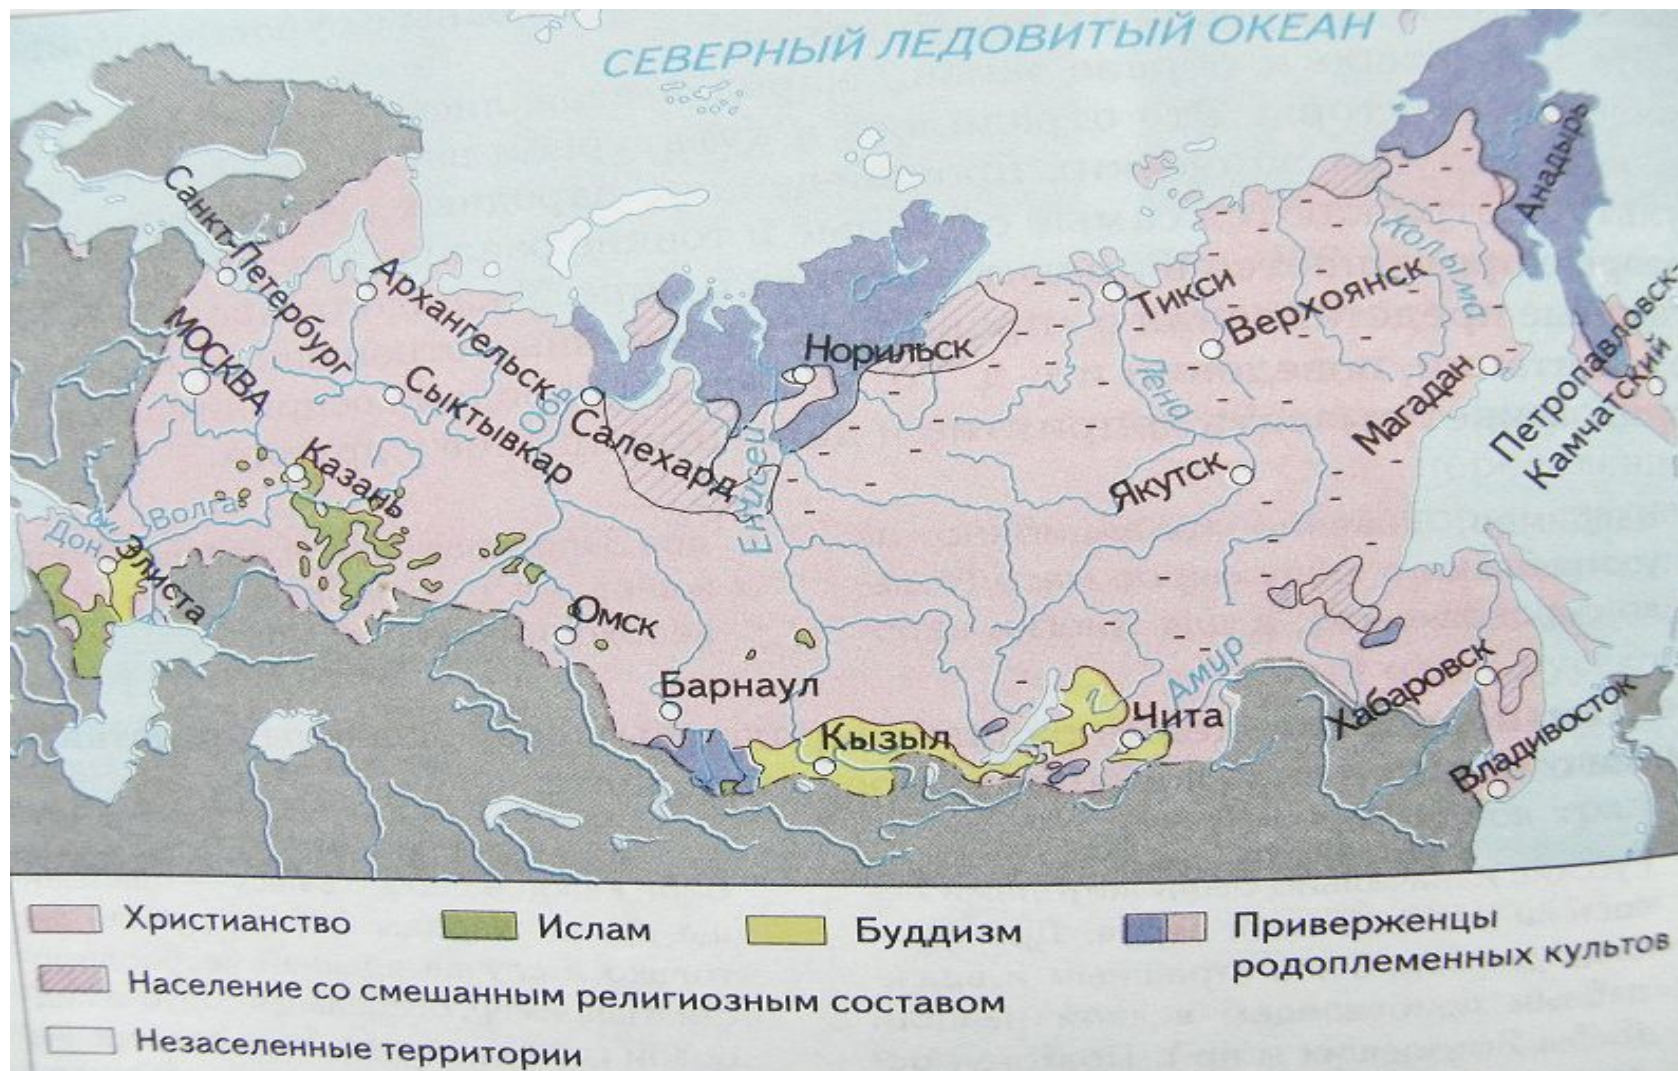 СЕВЕРНЫЙ ЛЕДОВИТЫЙ ОКЕАН
Анадырь
Санкт-Петербург
Архангельск
МОСКВА
Сыктывкар
Обь
Салехард
Норильск
Енисей
Тикси
Верхоянск
Колыма
Лена
Магадан
Петропавловск-
Камчатский
Якутск
Казань
Волга
Дон
Элиста
Омск
Барнаул
Кызыл
Чита
Амур
Хабаровск
Владивосток
Христианство
Ислам
Буддизм
Приверженцы
родоплеменных культов
Население со смешанным религиозным составом
Незаселенные территории